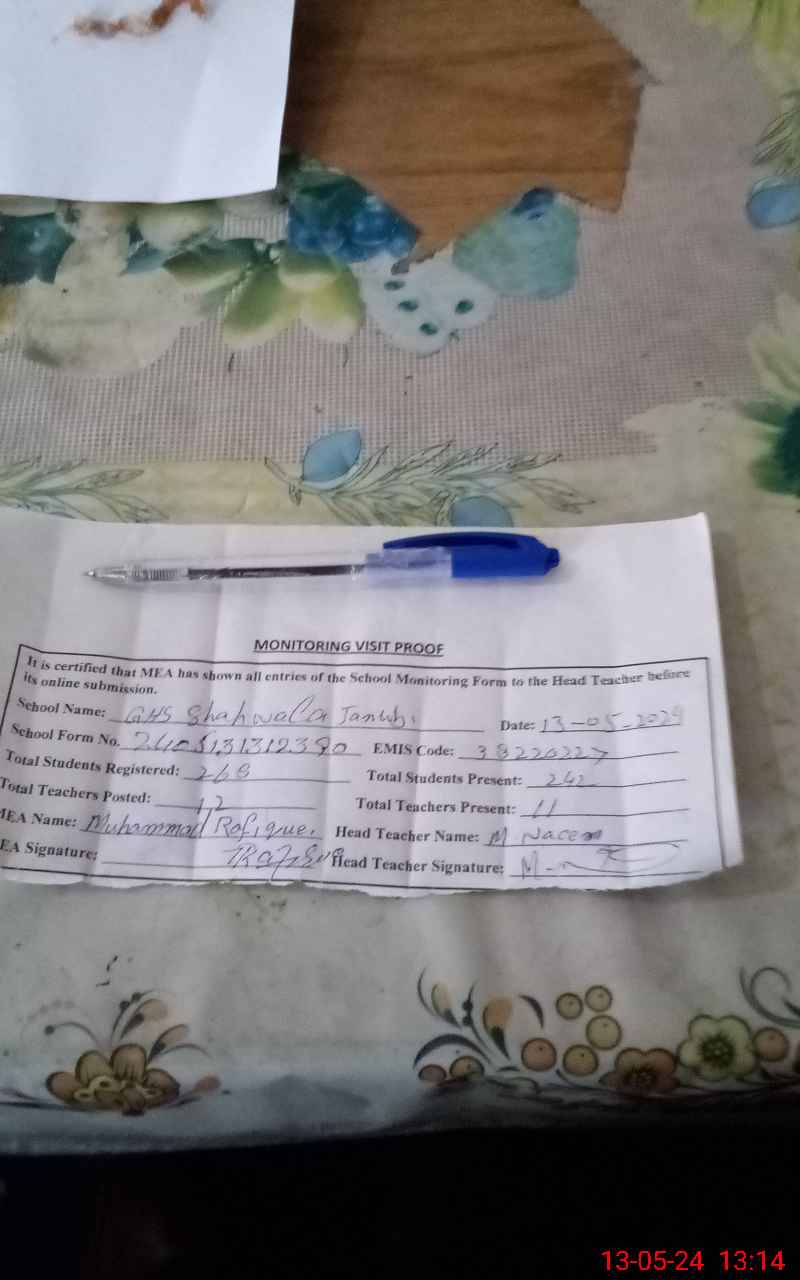 MONITORING VISIT PROOF
It is certified that MEA has shown all entries of the School Monitoring Form to the Head Teacher before
its online submission.
School Name: GHS Shahwala Janubi Date: 13-05-2024
School Form No. 2405131312390 EMIS Code: 38220227
Total Students Registered: 268 Total Students Present: 242
Total Teachers Posted: 12 Total Teachers Present: 11
MEA Name: Muhammad Rafique. Head Teacher Name: M Naeem
EA Signature: Rafique Head Teacher Signature:
13-05-24 13:14